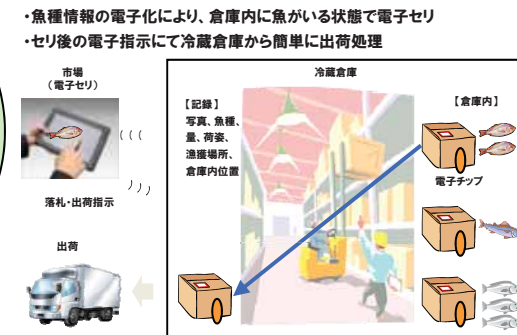 ・魚種情報の電子化により、倉庫内に魚がいる状態で電子セリ
・セリ後の電子指示にて冷蔵倉庫から簡単に出荷処理
市場
（電子セリ）
落札・出荷指示
出荷
冷蔵倉庫
【記録】
写真、魚種、
量、荷姿、
漁獲場所、
倉庫内位置
【倉庫内】
電子チップ